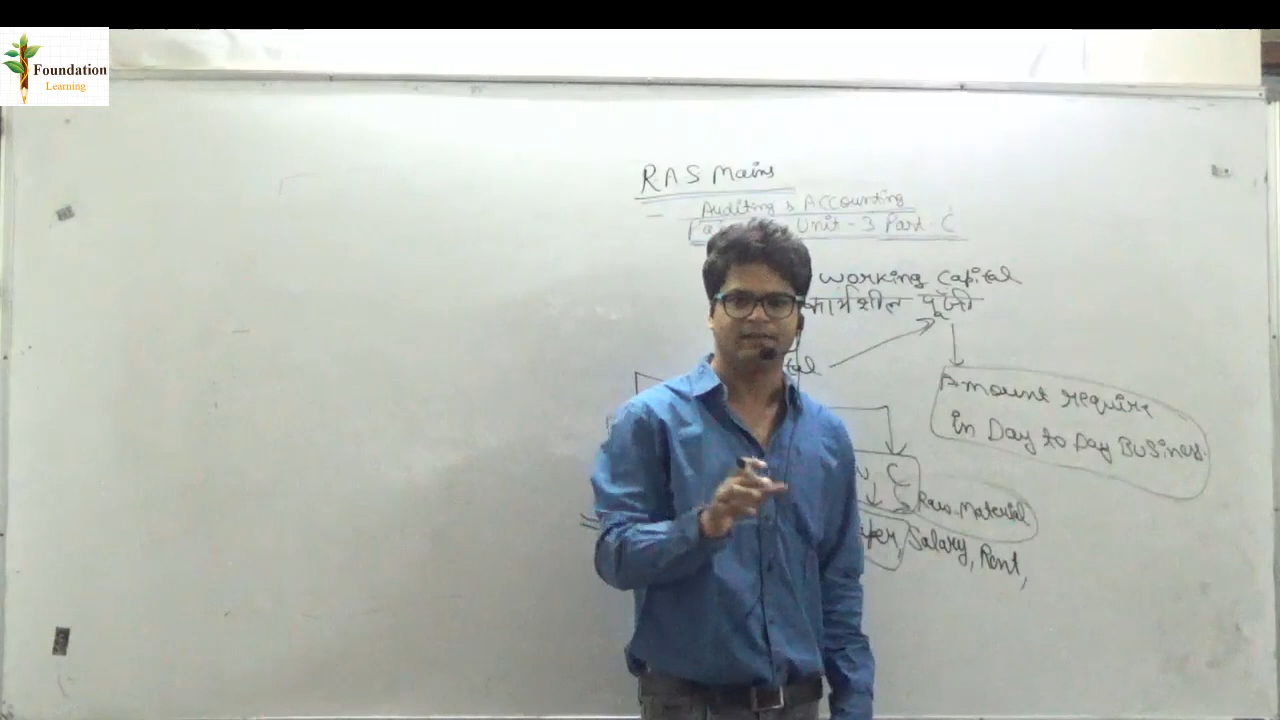 Foundation
Learning
RAS Mains
Auditing & Accounting
Unit - 3 Part - C
Working Capital
कार्यशील पूँजी
Amount require
in Day to Day Business.
C
Raw Material
Salary, Rent,